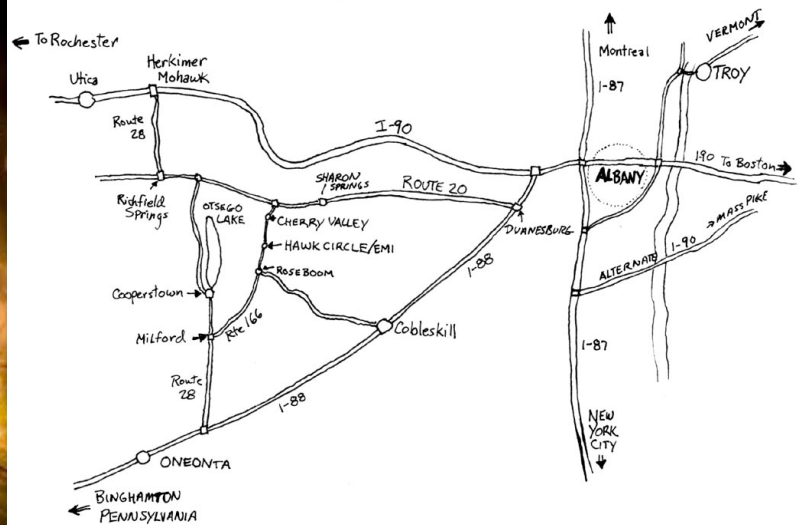 ← To Rochester
Utica
Herkimer
Mohawk
Route
28
Richfield
Springs
OTSEGO
LAKE
I-90
SHARON
SPRINGS
ROUTE 20
CHERRY VALLEY
HAWK CIRCLE/EMI
ROSEBOOM
Cooperstown
Milford
Rte 166
Route
28
I-88
Cobleskill
I-88
DUANESBURG
ONEONTA
BINGHAMTON
PENNSYLVANIA
Montreal
I-87
ALBANY
VERMONT
TROY
I90 To Boston
MASS PIKE
ALTERNATE I-90
I-87
NEW
YORK
CITY